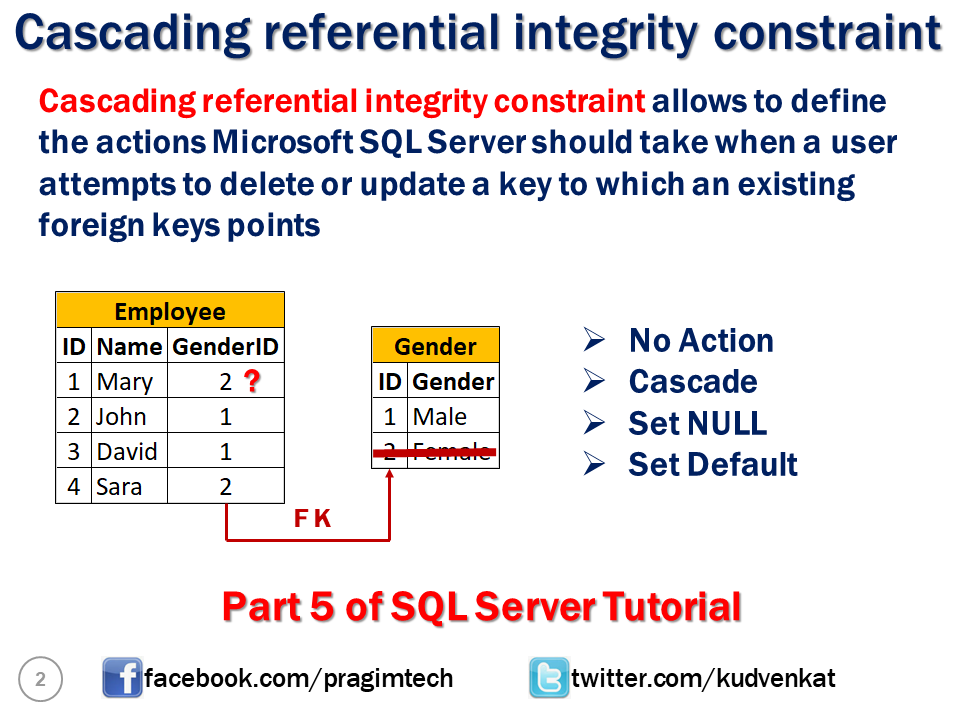 Cascading referential integrity constraint
Cascading referential integrity constraint allows to define
the actions Microsoft SQL Server should take when a user
attempts to delete or update a key to which an existing
foreign keys points
Employee
ID Name GenderID
1 Mary 2 ?
2 John 1
3 David 1
4 Sara 2
Gender
ID Gender
1 Male
2 Female
FK
No Action
Cascade
Set NULL
Set Default
Part 5 of SQL Server Tutorial
2
facebook.com/pragimtech
twitter.com/kudvenkat